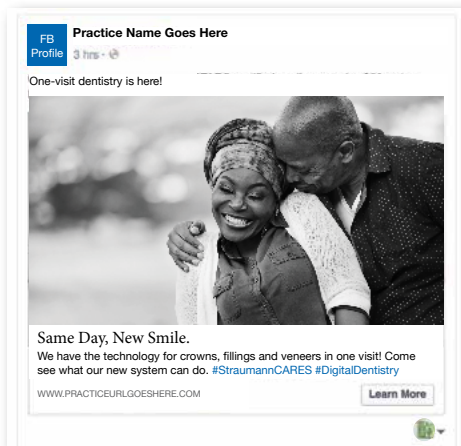 FB
Profile
Practice Name Goes Here
3 hrs ·
One-visit dentistry is here!
Same Day, New Smile.
We have the technology for crowns, fillings and veneers in one visit! Come
see what our new system can do. #StraumannCARES #DigitalDentistry
WWW.PRACTICEURLGOESHERE.COM
Learn More